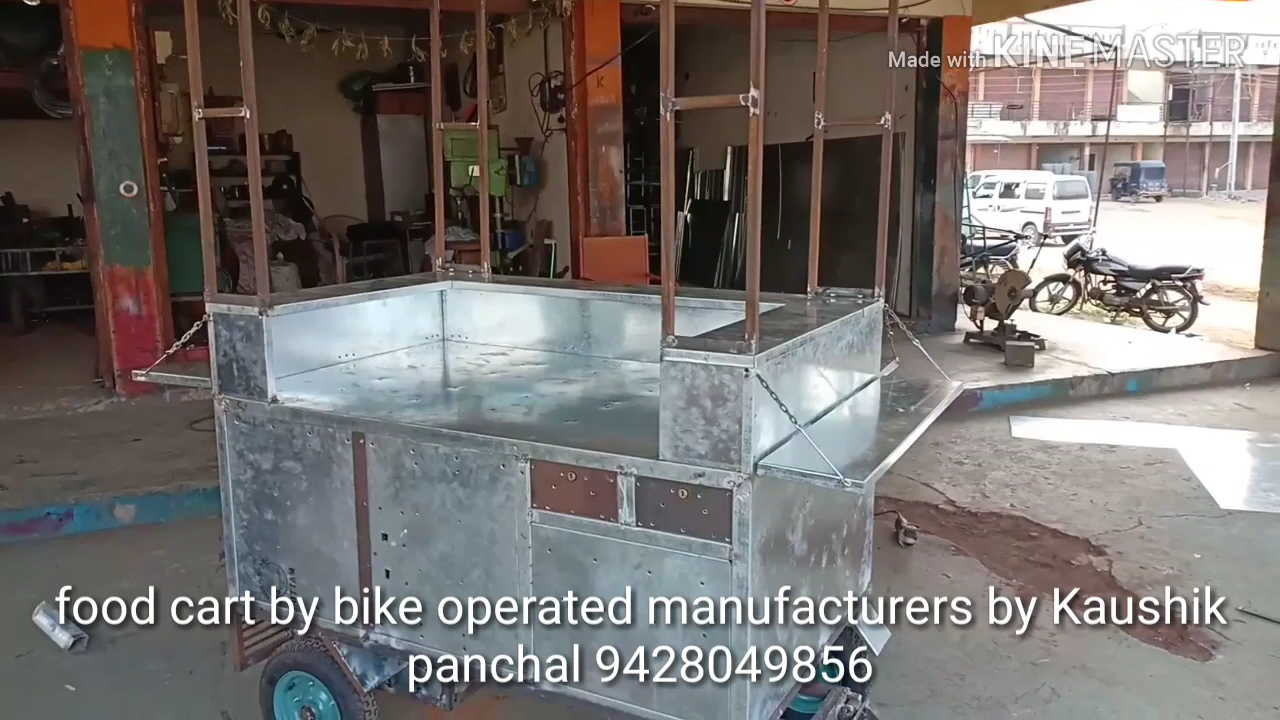 Made with KINEMASTER
food cart by bike operated manufacturers by Kaushik
panchal 9428049856